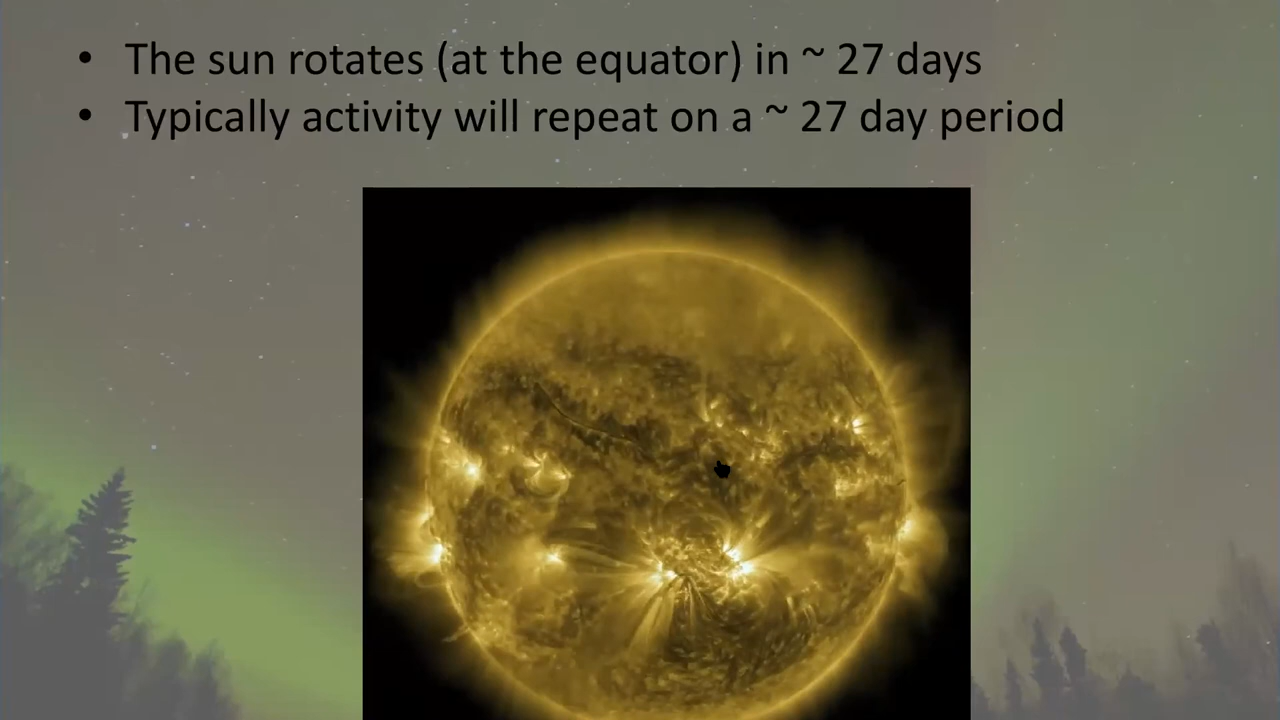 • The sun rotates (at the equator) in ~ 27 days
• Typically activity will repeat on a ~ 27 day period